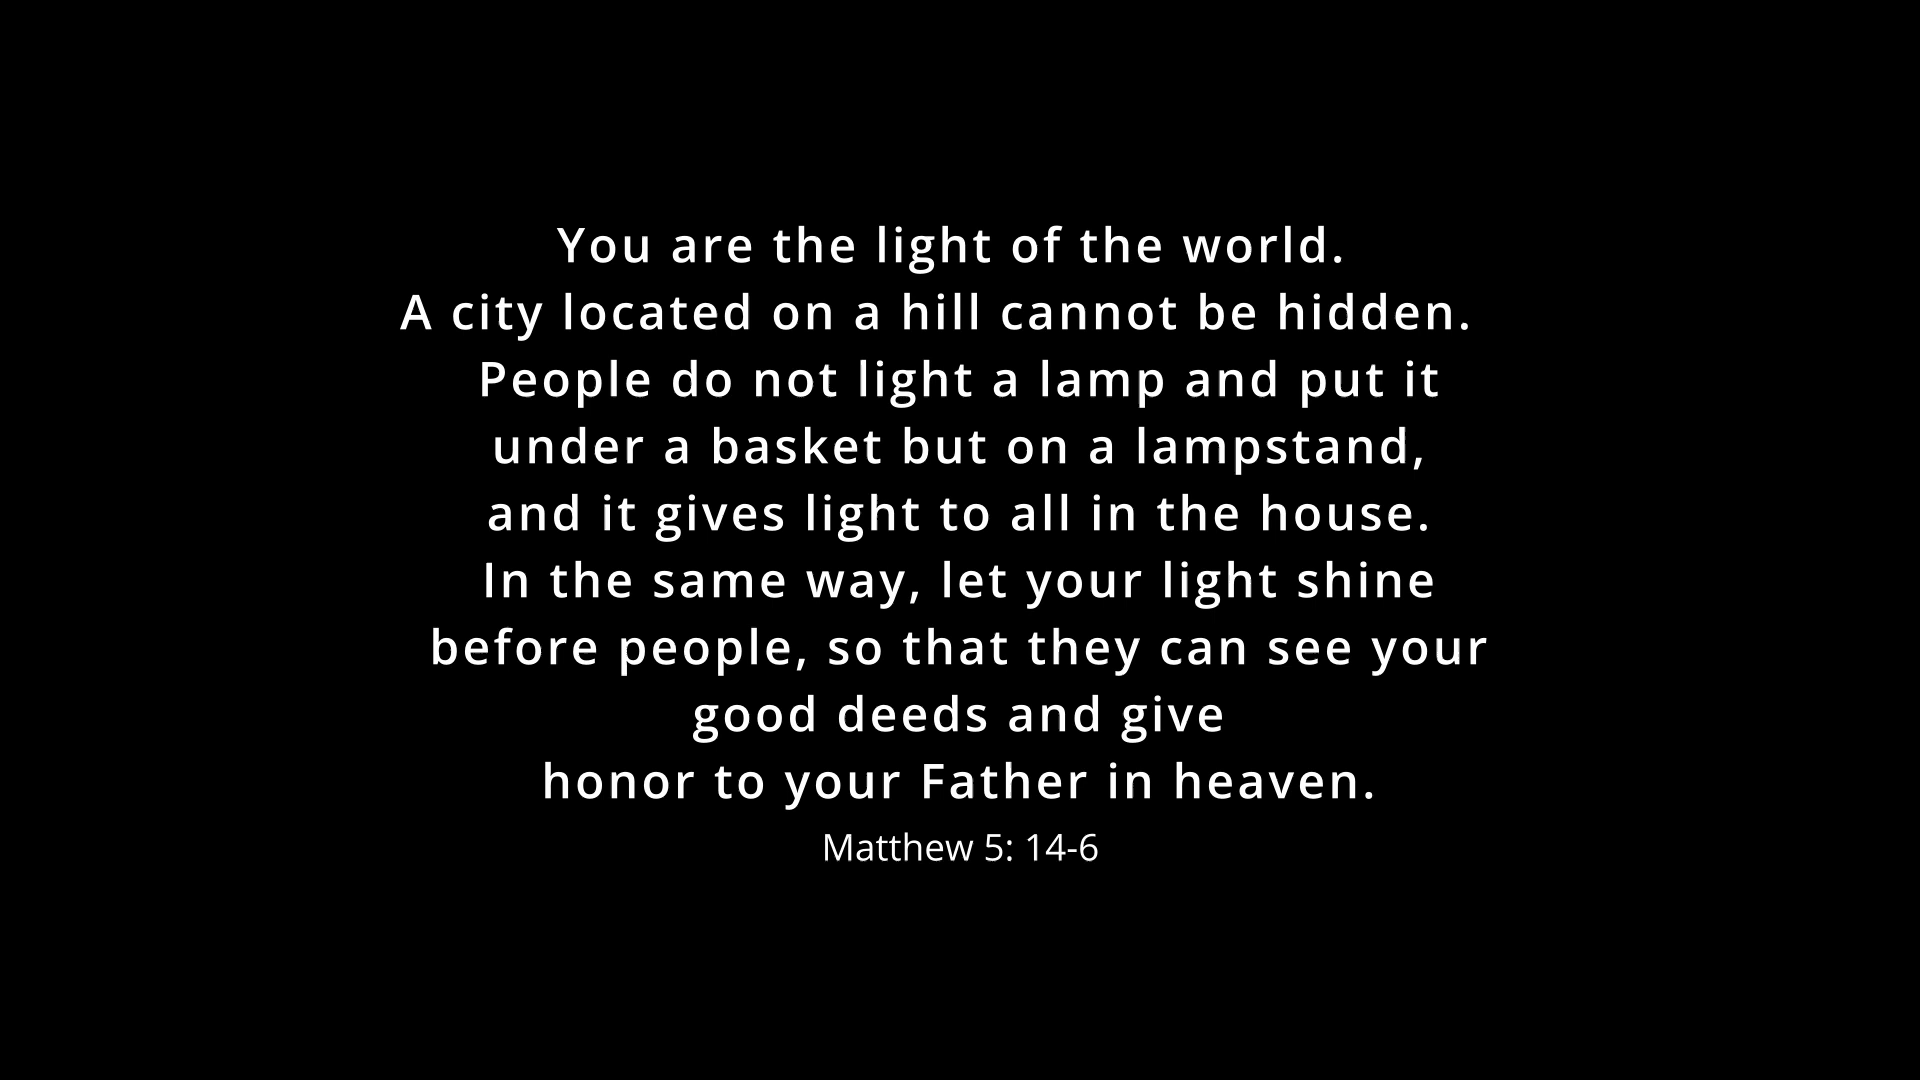 You are the light of the world.
A city located on a hill cannot be hidden.
People do not light a lamp and put it
under a basket but on a lampstand,
and it gives light to all in the house.
In the same way, let your light shine
before people, so that they can see your
good deeds and give
honor to your Father in heaven.
Matthew 5: 14-6